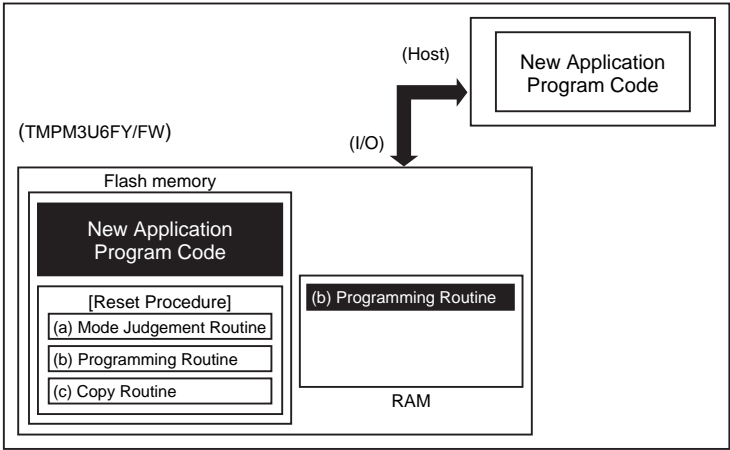 (Host)
New Application
Program Code
(TMPM3U6FY/FW)
(I/O)
Flash memory
New Application
Program Code
[Reset Procedure]
(a) Mode Judgement Routine
(b) Programming Routine
(c) Copy Routine
(b) Programming Routine
RAM